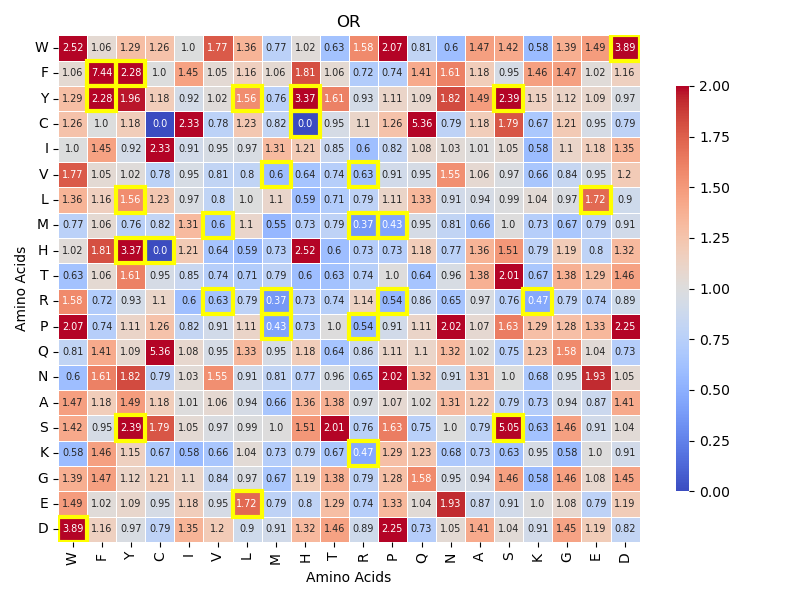 OR
W 2.52 1.06 1.29 1.26 1.0 1.77 1.36 0.77 1.02 0.63 1.58 2.07 0.81 0.6 1.47 1.42 0.58 1.39 1.49 3.89
F 1.06 7.44 2.28 1.0 1.45 1.05 1.16 1.06 1.81 1.06 0.72 0.74 1.41 1.61 1.18 0.95 1.46 1.47 1.02 1.16
Y 1.29 2.28 1.96 1.18 0.92 1.02 1.56 0.76 3.37 1.61 0.93 1.11 1.09 1.82 1.49 2.39 1.15 1.12 1.09 0.97
C 1.26 1.0 1.18 0.0 2.33 0.78 1.23 0.82 0.0 0.95 1.1 1.26 5.36 0.79 1.18 1.79 0.67 1.21 0.95 0.79
I 1.0 1.45 0.92 2.33 0.91 0.95 0.97 1.31 1.21 0.85 0.6 0.82 1.08 1.03 1.01 1.05 0.58 1.1 1.18 1.35
V 1.77 1.05 1.02 0.78 0.95 0.81 0.8 0.6 0.64 0.74 0.63 0.91 0.95 1.55 1.06 0.97 0.66 0.84 0.95 1.2
L 1.36 1.16 1.56 1.23 0.97 0.8 1.0 1.1 0.59 0.71 0.79 1.11 1.33 0.91 0.94 0.99 1.04 0.97 1.72 0.9
M 0.77 1.06 0.76 0.82 1.31 0.6 1.1 0.55 0.73 0.79 0.37 0.43 0.95 0.81 0.66 1.0 0.73 0.67 0.79 0.91
H 1.02 1.81 3.37 0.0 1.21 0.64 0.59 0.73 2.52 0.6 0.73 0.73 1.18 0.77 1.36 1.51 0.79 1.19 0.8 1.32
T 0.63 1.06 1.61 0.95 0.85 0.74 0.71 0.79 0.6 0.63 0.74 1.0 0.64 0.96 1.38 2.01 0.67 1.38 1.29 1.46
R 1.58 0.72 0.93 1.1 0.6 0.63 0.79 0.37 0.73 0.74 1.14 0.54 0.86 0.65 0.97 0.76 0.47 0.79 0.74 0.89
P 2.07 0.74 1.11 1.26 0.82 0.91 1.11 0.43 0.73 1.0 0.54 0.91 1.11 2.02 1.07 1.63 1.29 1.28 1.33 2.25
Q 0.81 1.41 1.09 5.36 1.08 0.95 1.33 0.95 1.18 0.64 0.86 1.11 1.1 1.32 1.02 0.75 1.23 1.58 1.04 0.73
N 0.6 1.61 1.82 0.79 1.03 1.55 0.91 0.81 0.77 0.96 0.65 2.02 1.32 0.91 1.31 1.0 0.68 0.95 1.93 1.05
A 1.47 1.18 1.49 1.18 1.01 1.06 0.94 0.66 1.36 1.38 0.97 1.07 1.02 1.31 1.22 0.79 0.73 0.94 0.87 1.41
S 1.42 0.95 2.39 1.79 1.05 0.97 0.99 1.0 1.51 2.01 0.76 1.63 0.75 1.0 0.79 5.05 0.63 1.46 0.91 1.04
K 0.58 1.46 1.15 0.67 0.58 0.66 1.04 0.73 0.79 0.67 0.47 1.29 1.23 0.68 0.73 0.63 0.95 0.58 1.0 0.91
G 1.39 1.47 1.12 1.21 1.1 0.84 0.97 0.67 1.19 1.38 0.79 1.28 1.58 0.95 0.94 1.46 0.58 1.46 1.08 1.45
E 1.49 1.02 1.09 0.95 1.18 0.95 1.72 0.79 0.8 1.29 0.74 1.33 1.04 1.93 0.87 0.91 1.0 1.08 0.79 1.19
D 3.89 1.16 0.97 0.79 1.35 1.2 0.9 0.91 1.32 1.46 0.89 2.25 0.73 1.05 1.41 1.04 0.91 1.45 1.19 0.82
W F Y C I V L M H T R P Q N A S K G E D
Amino Acids
Amino Acids
2.00
1.75
1.50
1.25
1.00
0.75
0.50
0.25
0.00